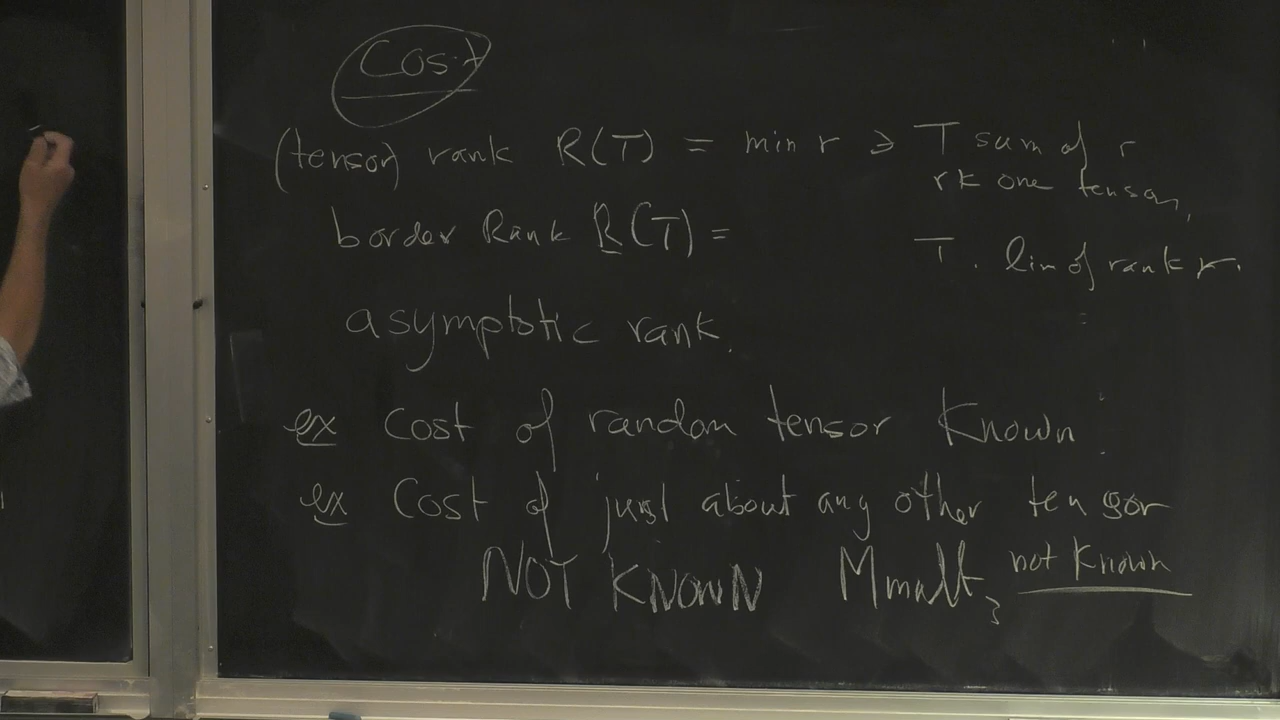 Cost
(tensor) rank R(T) = min r ∋ T sum of r
rk one tensors,
border Rank R(T) = T. lim of rank r.
asymptotic rank.
ex Cost of random tensor Known
ex Cost of just about any other tensor
NOT KNOWN Mmult3 not Known